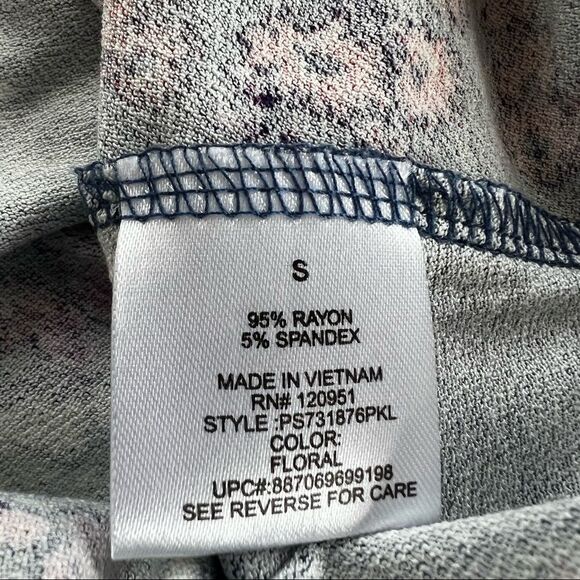 S
95% RAYON
5% SPANDEX
MADE IN VIETNAM
RN# 120951
STYLE :PS731876PKL
COLOR:
FLORAL
UPC#:887069699198
SEE REVERSE FOR CARE